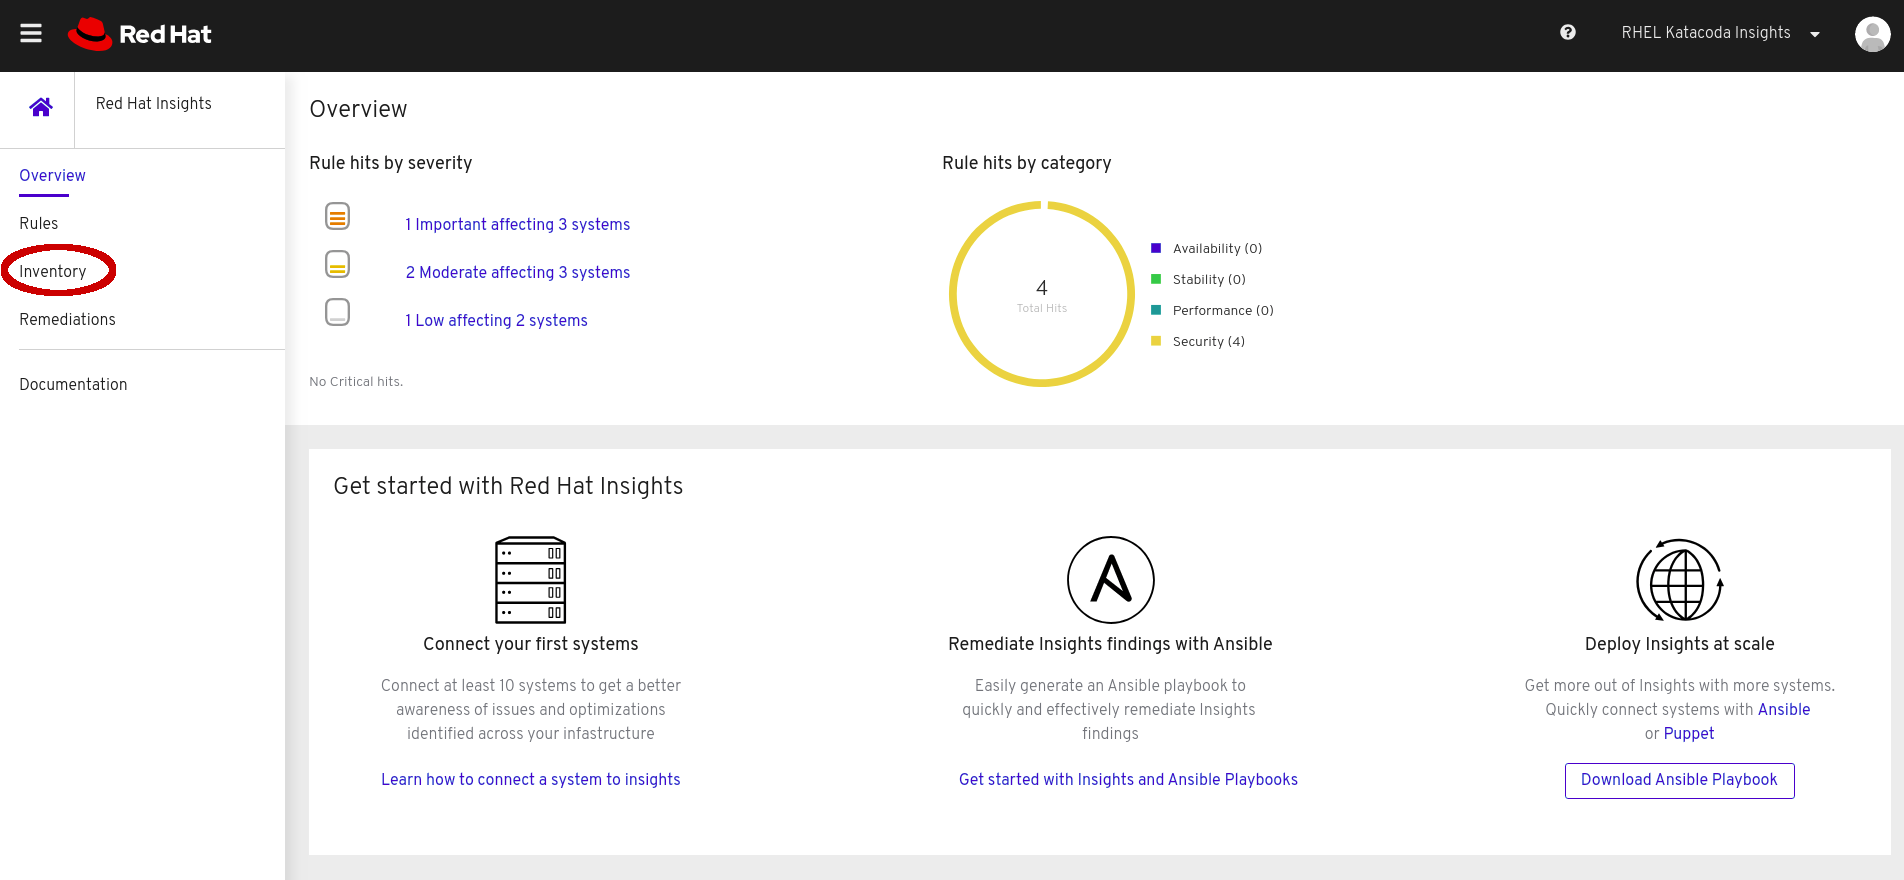 Red Hat
RHEL Katacoda Insights
Red Hat Insights
Overview
Rules
Inventory
Remediations
Documentation
Overview
Rule hits by severity
1 Important affecting 3 systems
2 Moderate affecting 3 systems
1 Low affecting 2 systems
No Critical hits.
Rule hits by category
4
Total Hits
Availability (0)
Stability (0)
Performance (0)
Security (4)
Get started with Red Hat Insights
Connect your first systems
Connect at least 10 systems to get a better
awareness of issues and optimizations
identified across your infastructure
Learn how to connect a system to insights
Remediate Insights findings with Ansible
Easily generate an Ansible playbook to
quickly and effectively remediate Insights
findings
Get started with Insights and Ansible Playbooks
Deploy Insights at scale
Get more out of Insights with more systems.
Quickly connect systems with Ansible
or Puppet
Download Ansible Playbook